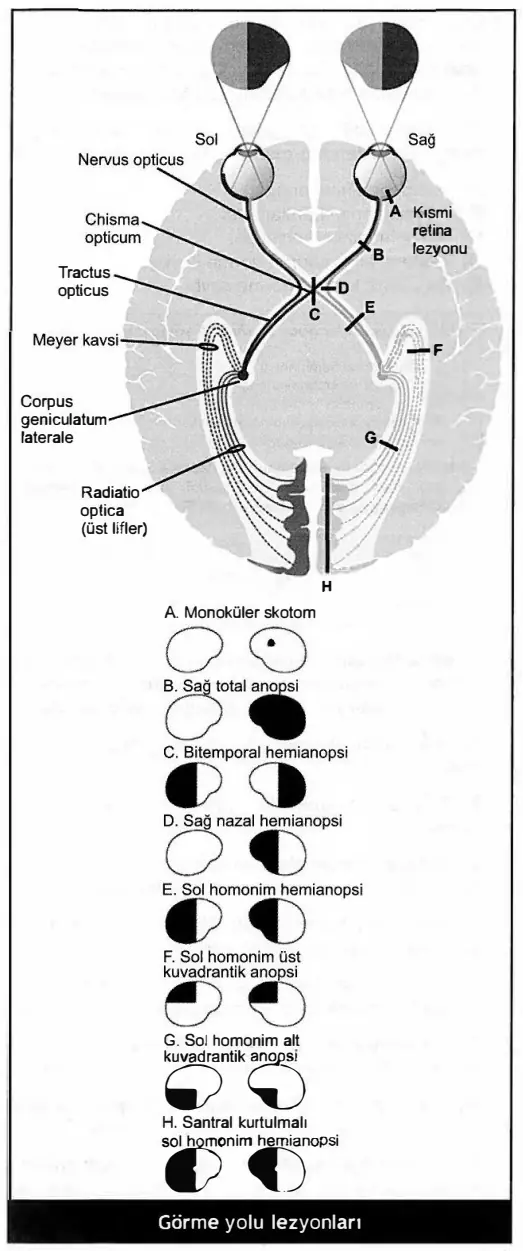 Sol
Sağ
Nervus opticus
Chisma
opticum
Tractus
opticus
Meyer kavsi
Corpus
geniculatum
laterale
Radiatio
optica
(üst lifler)
A
Kısmi
retina
lezyonu
B
D
C
E
F
G
H
A. Monoküler skotom
B. Sağ total anopsi
C. Bitemporal hemianopsi
D. Sağ nazal hemianopsi
E. Sol homonim hemianopsi
F. Sol homonim üst
kuvadrantik anopsi
G. Sol homonim alt
kuvadrantik anopsi
H. Santral kurtulmalı
sol homonim hemianopsi
Görme yolu lezyonları